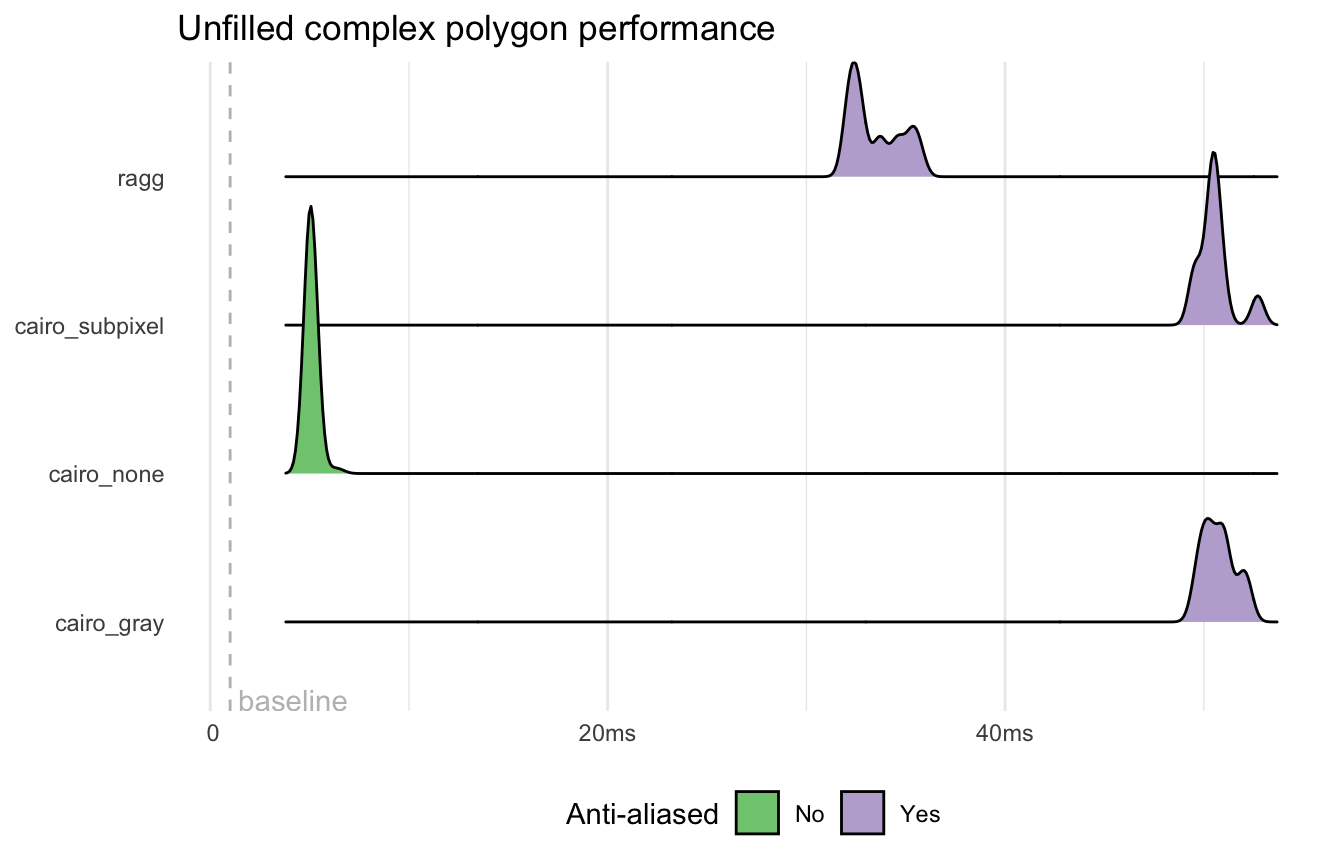 Unfilled complex polygon performance
ragg
cairo_subpixel
cairo_none
cairo_gray
baseline
0 20ms 40ms
Anti-aliased No Yes